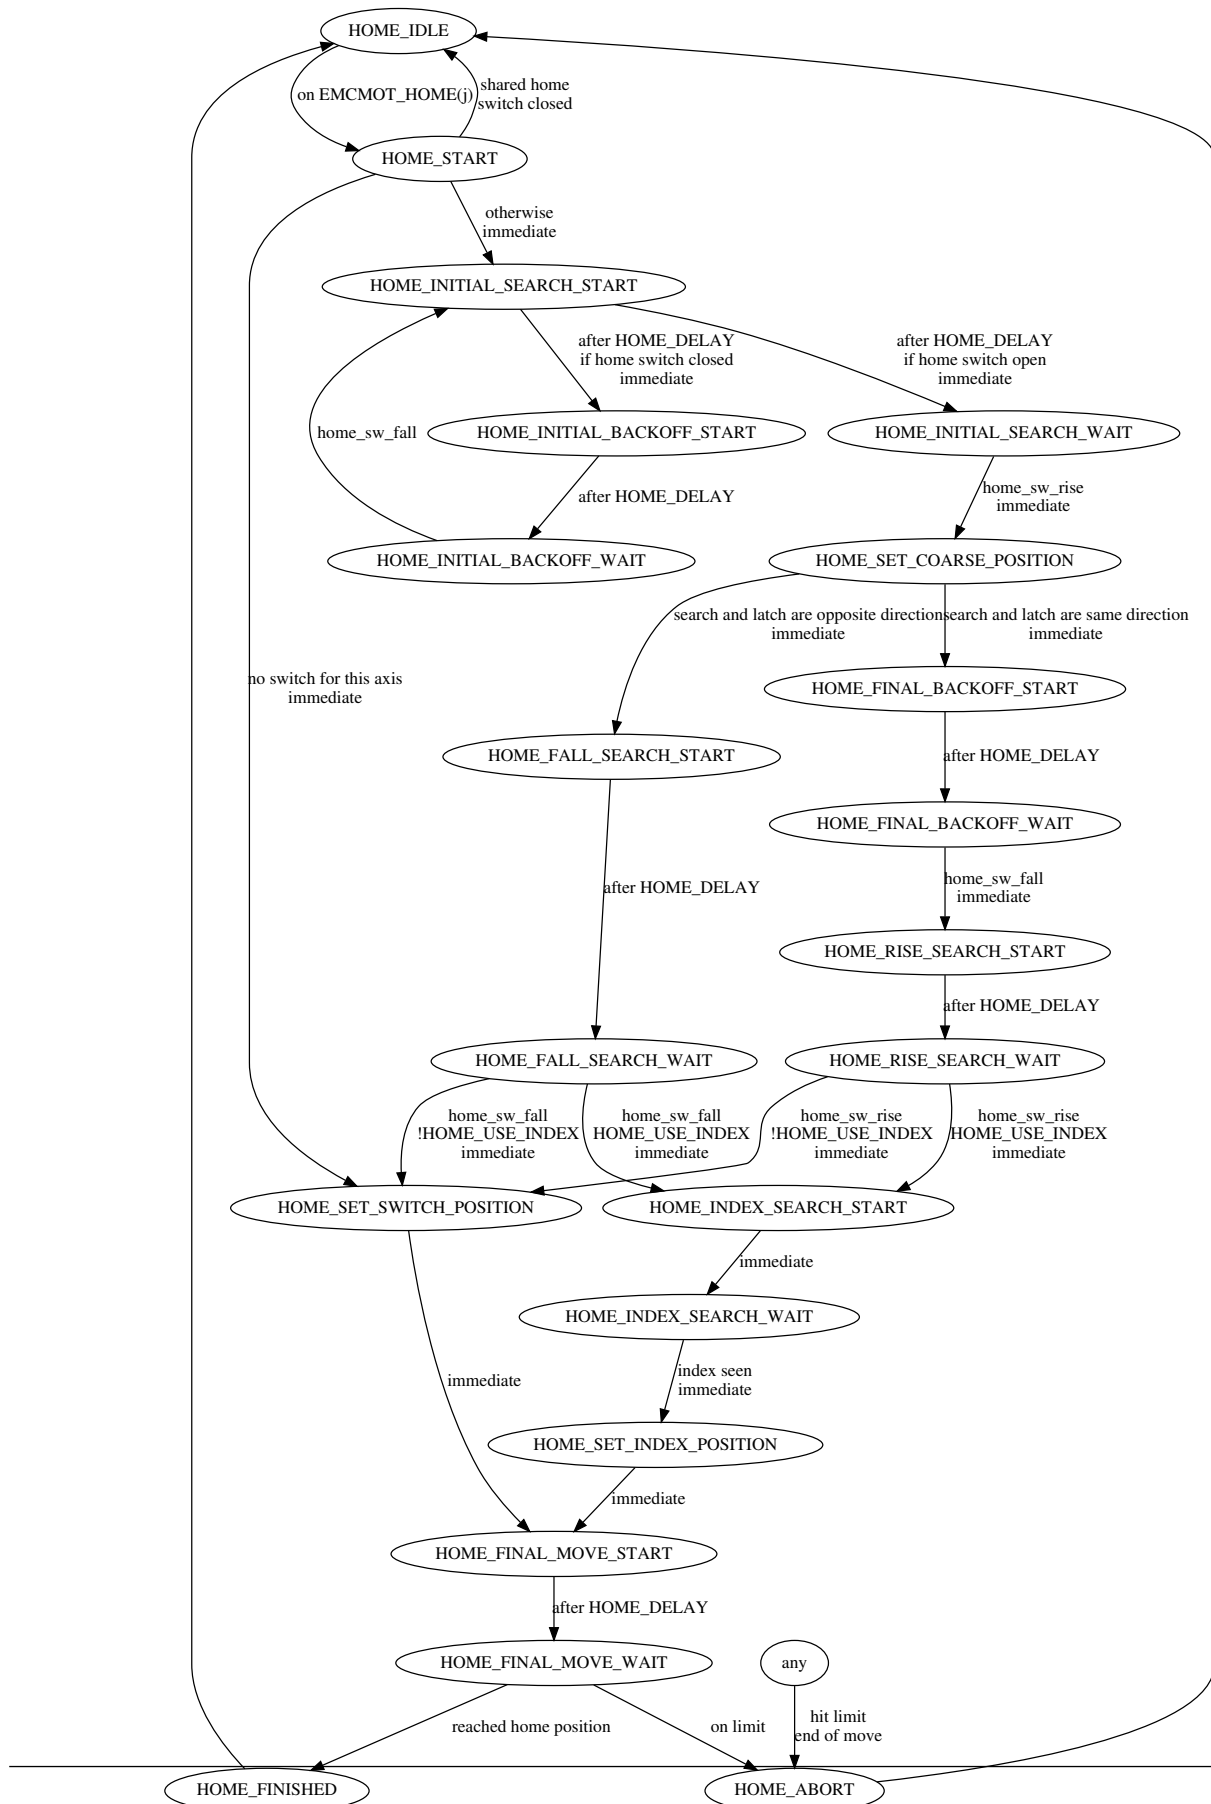 HOME_IDLE
on EMCMOT_HOME(j)
shared home
switch closed
HOME_START
otherwise
immediate
HOME_INITIAL_SEARCH_START
after HOME_DELAY
if home switch closed
immediate
after HOME_DELAY
if home switch open
immediate
home_sw_fall
HOME_INITIAL_BACKOFF_START
HOME_INITIAL_SEARCH_WAIT
after HOME_DELAY
home_sw_rise
immediate
HOME_INITIAL_BACKOFF_WAIT
HOME_SET_COARSE_POSITION
search and latch are opposite direction
immediate
search and latch are same direction
immediate
no switch for this axis
immediate
HOME_FINAL_BACKOFF_START
HOME_FALL_SEARCH_START
after HOME_DELAY
HOME_FINAL_BACKOFF_WAIT
after HOME_DELAY
home_sw_fall
immediate
HOME_RISE_SEARCH_START
after HOME_DELAY
HOME_FALL_SEARCH_WAIT
HOME_RISE_SEARCH_WAIT
home_sw_fall
!HOME_USE_INDEX
immediate
home_sw_fall
HOME_USE_INDEX
immediate
home_sw_rise
!HOME_USE_INDEX
immediate
home_sw_rise
HOME_USE_INDEX
immediate
HOME_SET_SWITCH_POSITION
HOME_INDEX_SEARCH_START
immediate
HOME_INDEX_SEARCH_WAIT
immediate
index seen
immediate
HOME_SET_INDEX_POSITION
immediate
HOME_FINAL_MOVE_START
after HOME_DELAY
HOME_FINAL_MOVE_WAIT
any
reached home position
on limit
hit limit
end of move
HOME_FINISHED
HOME_ABORT